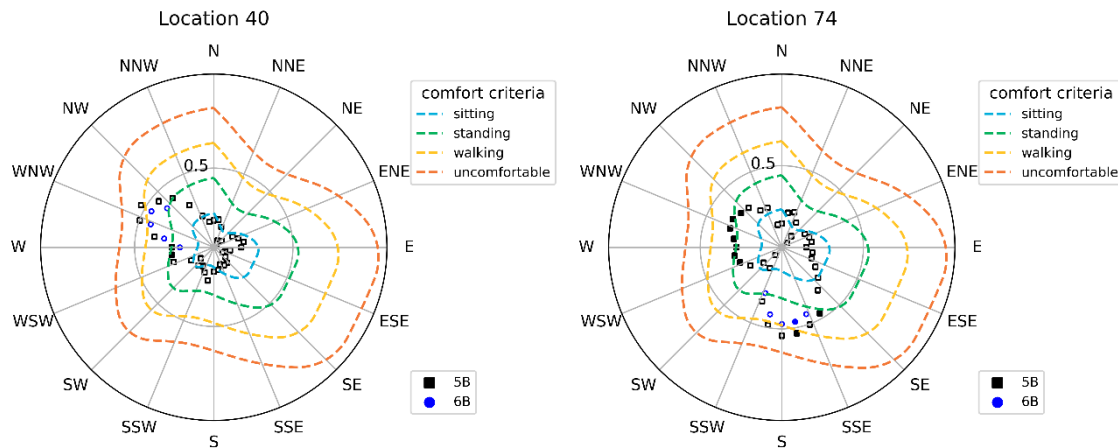 Location 40
N
NNE
NE
ENE
E
ESE
SE
SSE
S
SSW
SW
WSW
W
WNW
NW
NNW
0.5
comfort criteria
sitting
standing
walking
uncomfortable
5B
6B
Location 74
N
NNE
NE
ENE
E
ESE
SE
SSE
S
SSW
SW
WSW
W
WNW
NW
NNW
0.5
comfort criteria
sitting
standing
walking
uncomfortable
5B
6B